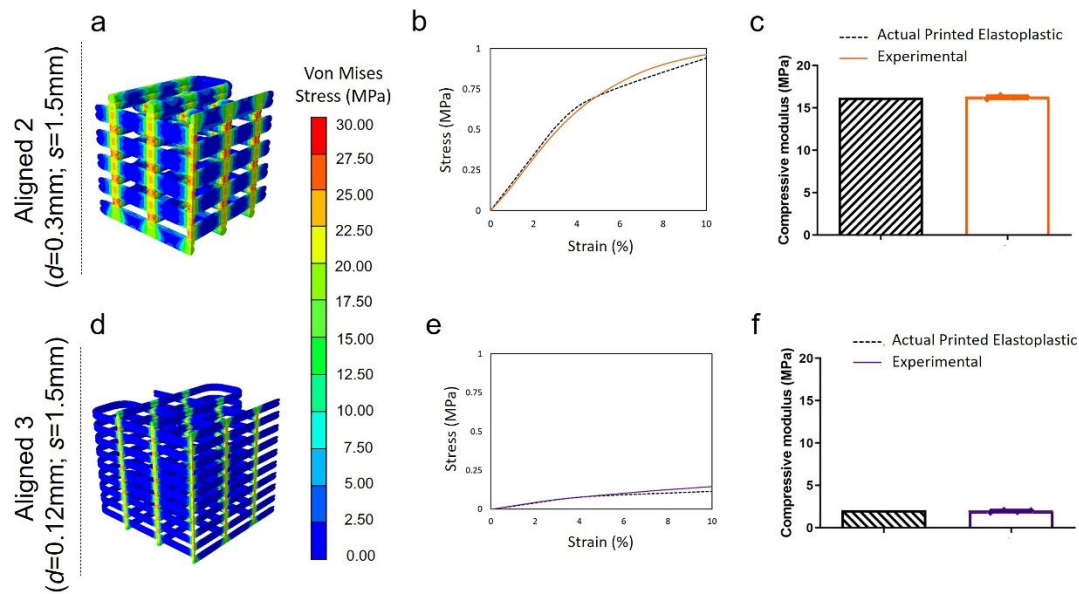 a
b
c
Aligned 2
(d=0.3mm; s=1.5mm)
Von Mises
Stress (MPa)
30.00
27.50
25.00
22.50
20.00
17.50
15.00
12.50
10.00
7.50
5.00
2.50
0.00
Stress (MPa)
1
0.75
0.5
0.25
0
0 2 4 6 8 10
Strain (%)
Actual Printed Elastoplastic
Experimental
Compressive modulus (MPa)
20
15
10
5
0
d
e
f
Aligned 3
(d=0.12mm; s=1.5mm)
Stress (MPa)
1
0.75
0.5
0.25
0
0 2 4 6 8 10
Strain (%)
Actual Printed Elastoplastic
Experimental
Compressive modulus (MPa)
20
15
10
5
0